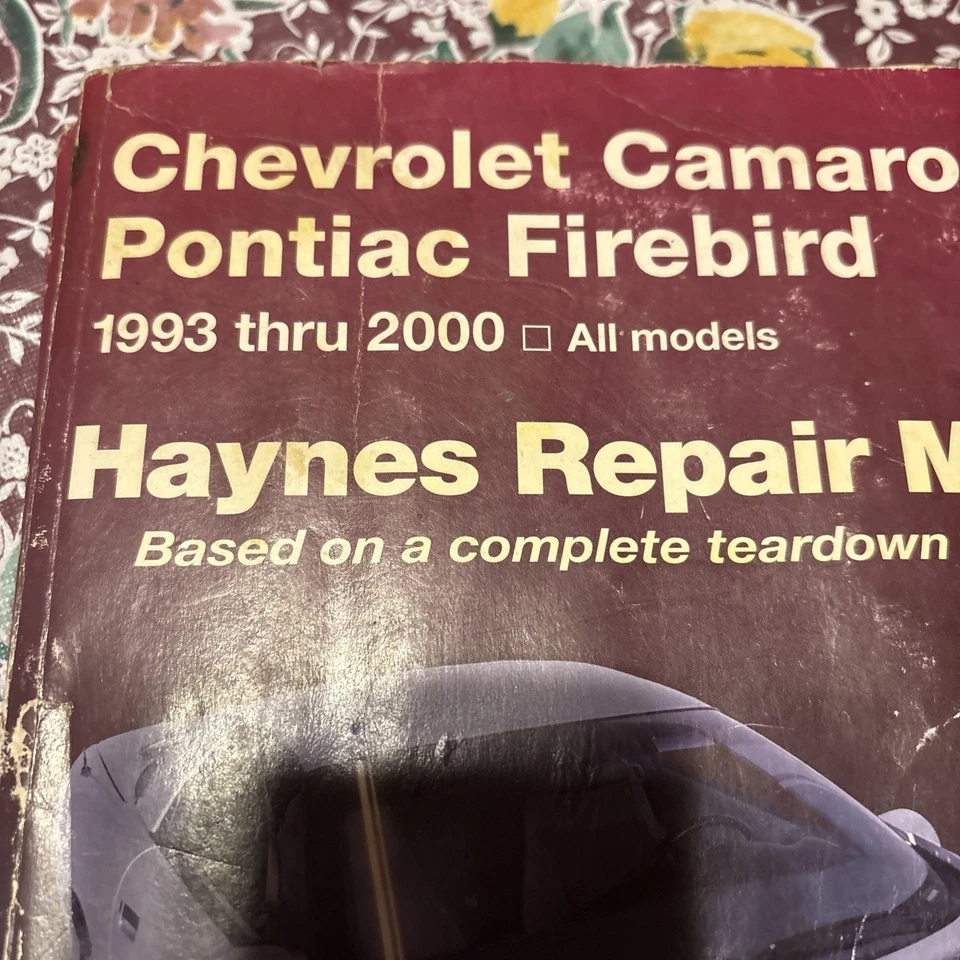 Chevrolet Camaro
Pontiac Firebird
1993 thru 2000 □ All models
Haynes Repair M
Based on a complete teardown